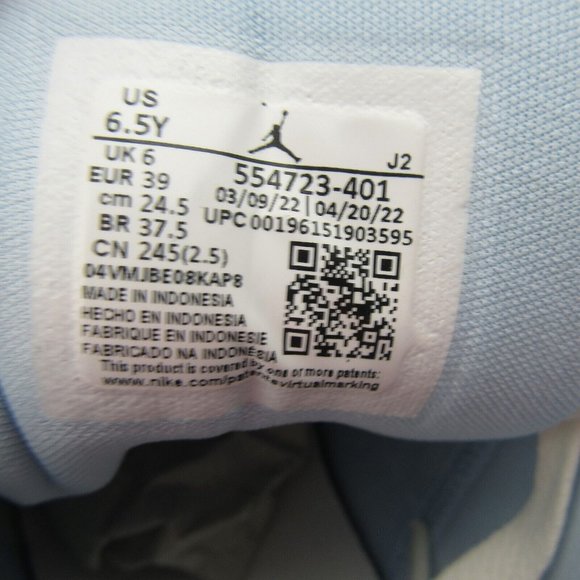 US
6.5Y
J2
UK 6
EUR 39
cm 24.5
BR 37.5
CN 245(2.5)
554723-401
03/09/22 | 04/20/22
UPC00196151903595
04VMJBE08KAP8
MADE IN INDONESIA
HECHO EN INDONESIA
FABRIQUE EN INDONESIE
FABRICADO NA INDONESIA
This product is covered by one or more patents:
www.nike.com/patents virtualmarking